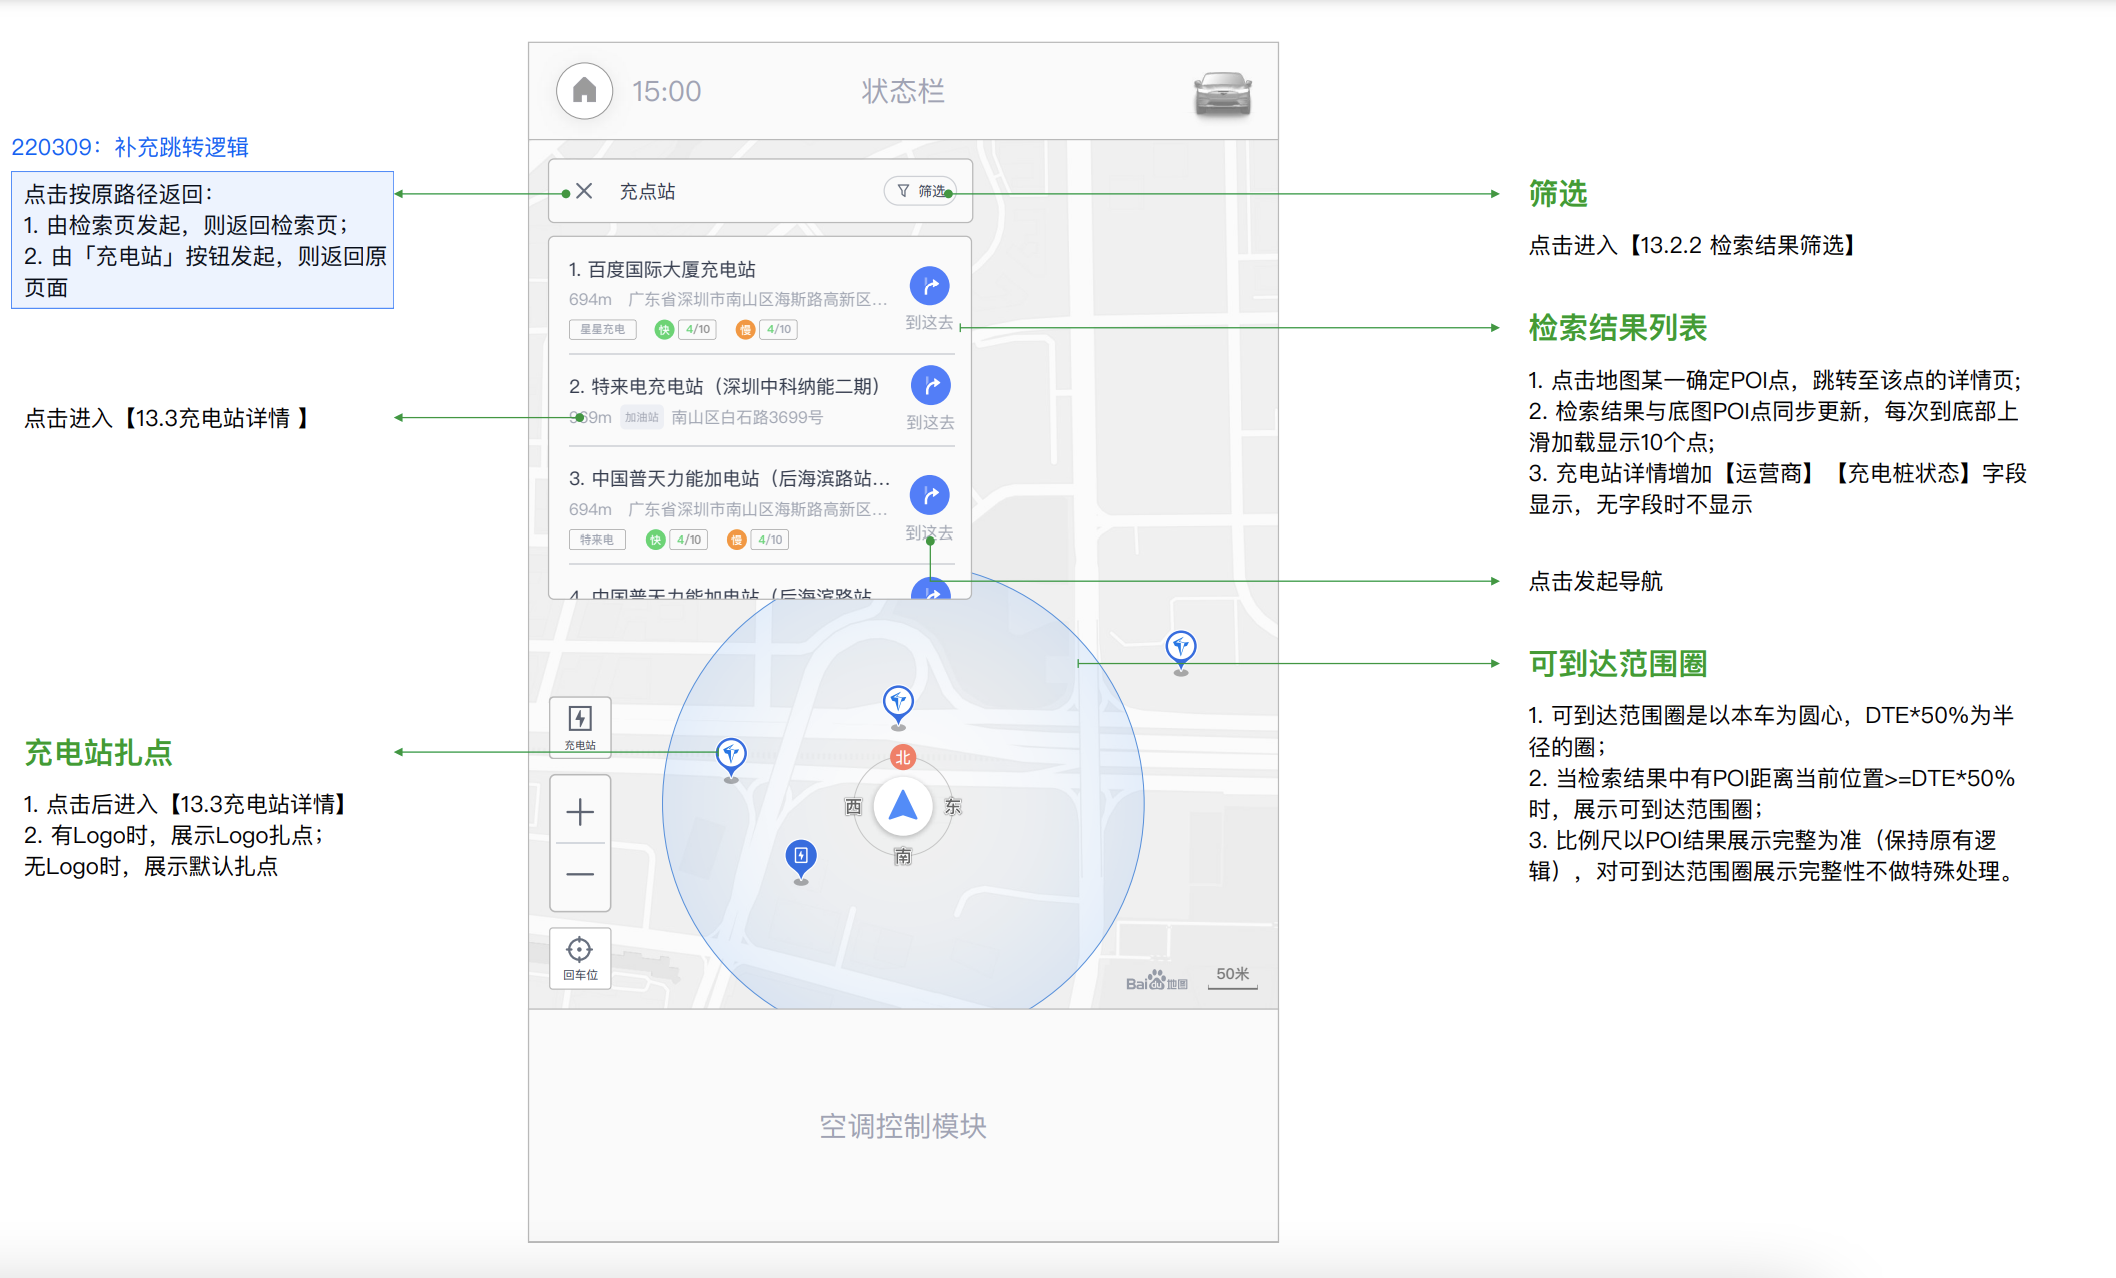 15:00
状态栏
220309：补充跳转逻辑
点击按原路径返回：
1. 由检索页发起，则返回检索页；
2. 由「充电站」按钮发起，则返回原
页面
充点站
筛选
1. 百度国际大厦充电站
694m 广东省深圳市南山区海斯路高新区...
星星充电 快 4/10 慢 4/10
到这去
2. 特来电充电站（深圳中科纳能二期）
969m 加油站 南山区白石路3699号
到这去
3. 中国普天力能加电站（后海滨路站...
694m 广东省深圳市南山区海斯路高新区...
特来电 快 4/10 慢 4/10
到这去
4. 中国普天力能加电站（后海滨路站
点击进入【13.3充电站详情 】
充电站扎点
1. 点击后进入【13.3充电站详情】
2. 有Logo时，展示Logo扎点；
无Logo时，展示默认扎点
充电站
回车位
北
西
东
南
Bai du 地图
50米
空调控制模块
筛选
点击进入【13.2.2 检索结果筛选】
检索结果列表
1. 点击地图某一确定POI点，跳转至该点的详情页;
2. 检索结果与底图POI点同步更新，每次到底部上
滑加载显示10个点;
3. 充电站详情增加【运营商】【充电桩状态】字段
显示，无字段时不显示
点击发起导航
可到达范围圈
1. 可到达范围圈是以本车为圆心，DTE*50%为半
径的圈；
2. 当检索结果中有POI距离当前位置>=DTE*50%
时，展示可到达范围圈；
3. 比例尺以POI结果展示完整为准（保持原有逻
辑），对可到达范围圈展示完整性不做特殊处理。